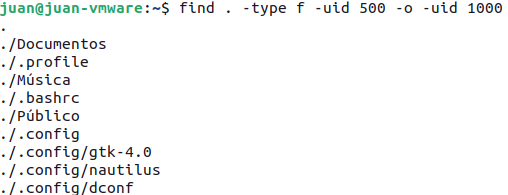 juan@juan-vmware:~$ find . -type f -uid 500 -o -uid 1000
.
./Documentos
./.profile
./Música
./.bashrc
./Público
./.config
./.config/gtk-4.0
./.config/nautilus
./.config/dconf